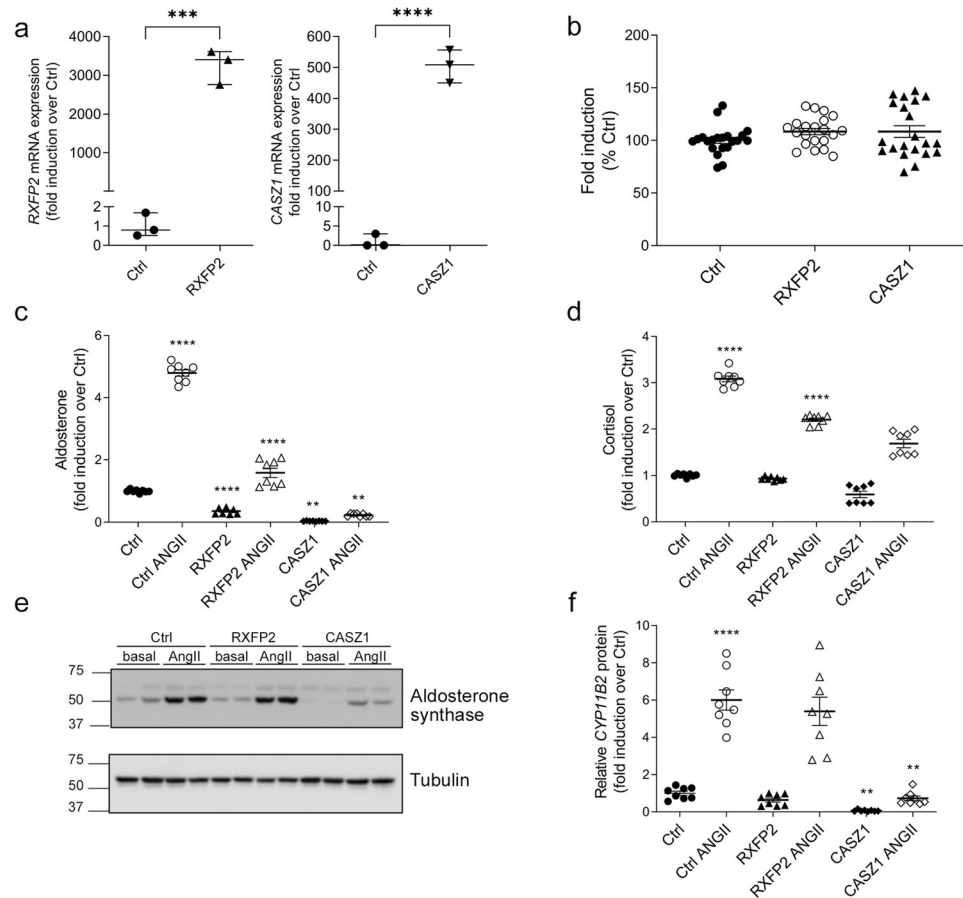 a
***
RXFP2 mRNA expression
(fold induction over Ctrl)
4000
3000
2000
1000
2
1
0
Ctrl
RXFP2
****
CASZ1 mRNA expression
fold induction over Ctrl)
600
500
400
300
200
100
10
5
0
Ctrl
CASZ1
b
Fold induction
(% Ctrl)
200
150
100
50
0
Ctrl
RXFP2
CASZ1
c
Aldosterone
(fold induction over Ctrl)
6
4
2
0
****
****
****
**
**
Ctrl
Ctrl ANGII
RXFP2
RXFP2 ANGII
CASZ1
CASZ1 ANGII
d
Cortisol
(fold induction over Ctrl)
4
3
2
1
0
****
****
Ctrl
Ctrl ANGII
RXFP2
RXFP2 ANGII
CASZ1
CASZ1 ANGII
e
Ctrl RXFP2 CASZ1
basal AngII basal AngII basal AngII
75
50
37
Aldosterone
synthase
75
50
37
Tubulin
f
Relative CYP11B2 protein
(fold induction over Ctrl)
10
8
6
4
2
0
****
**
**
Ctrl
Ctrl ANGII
RXFP2
RXFP2 ANGII
CASZ1
CASZ1 ANGII